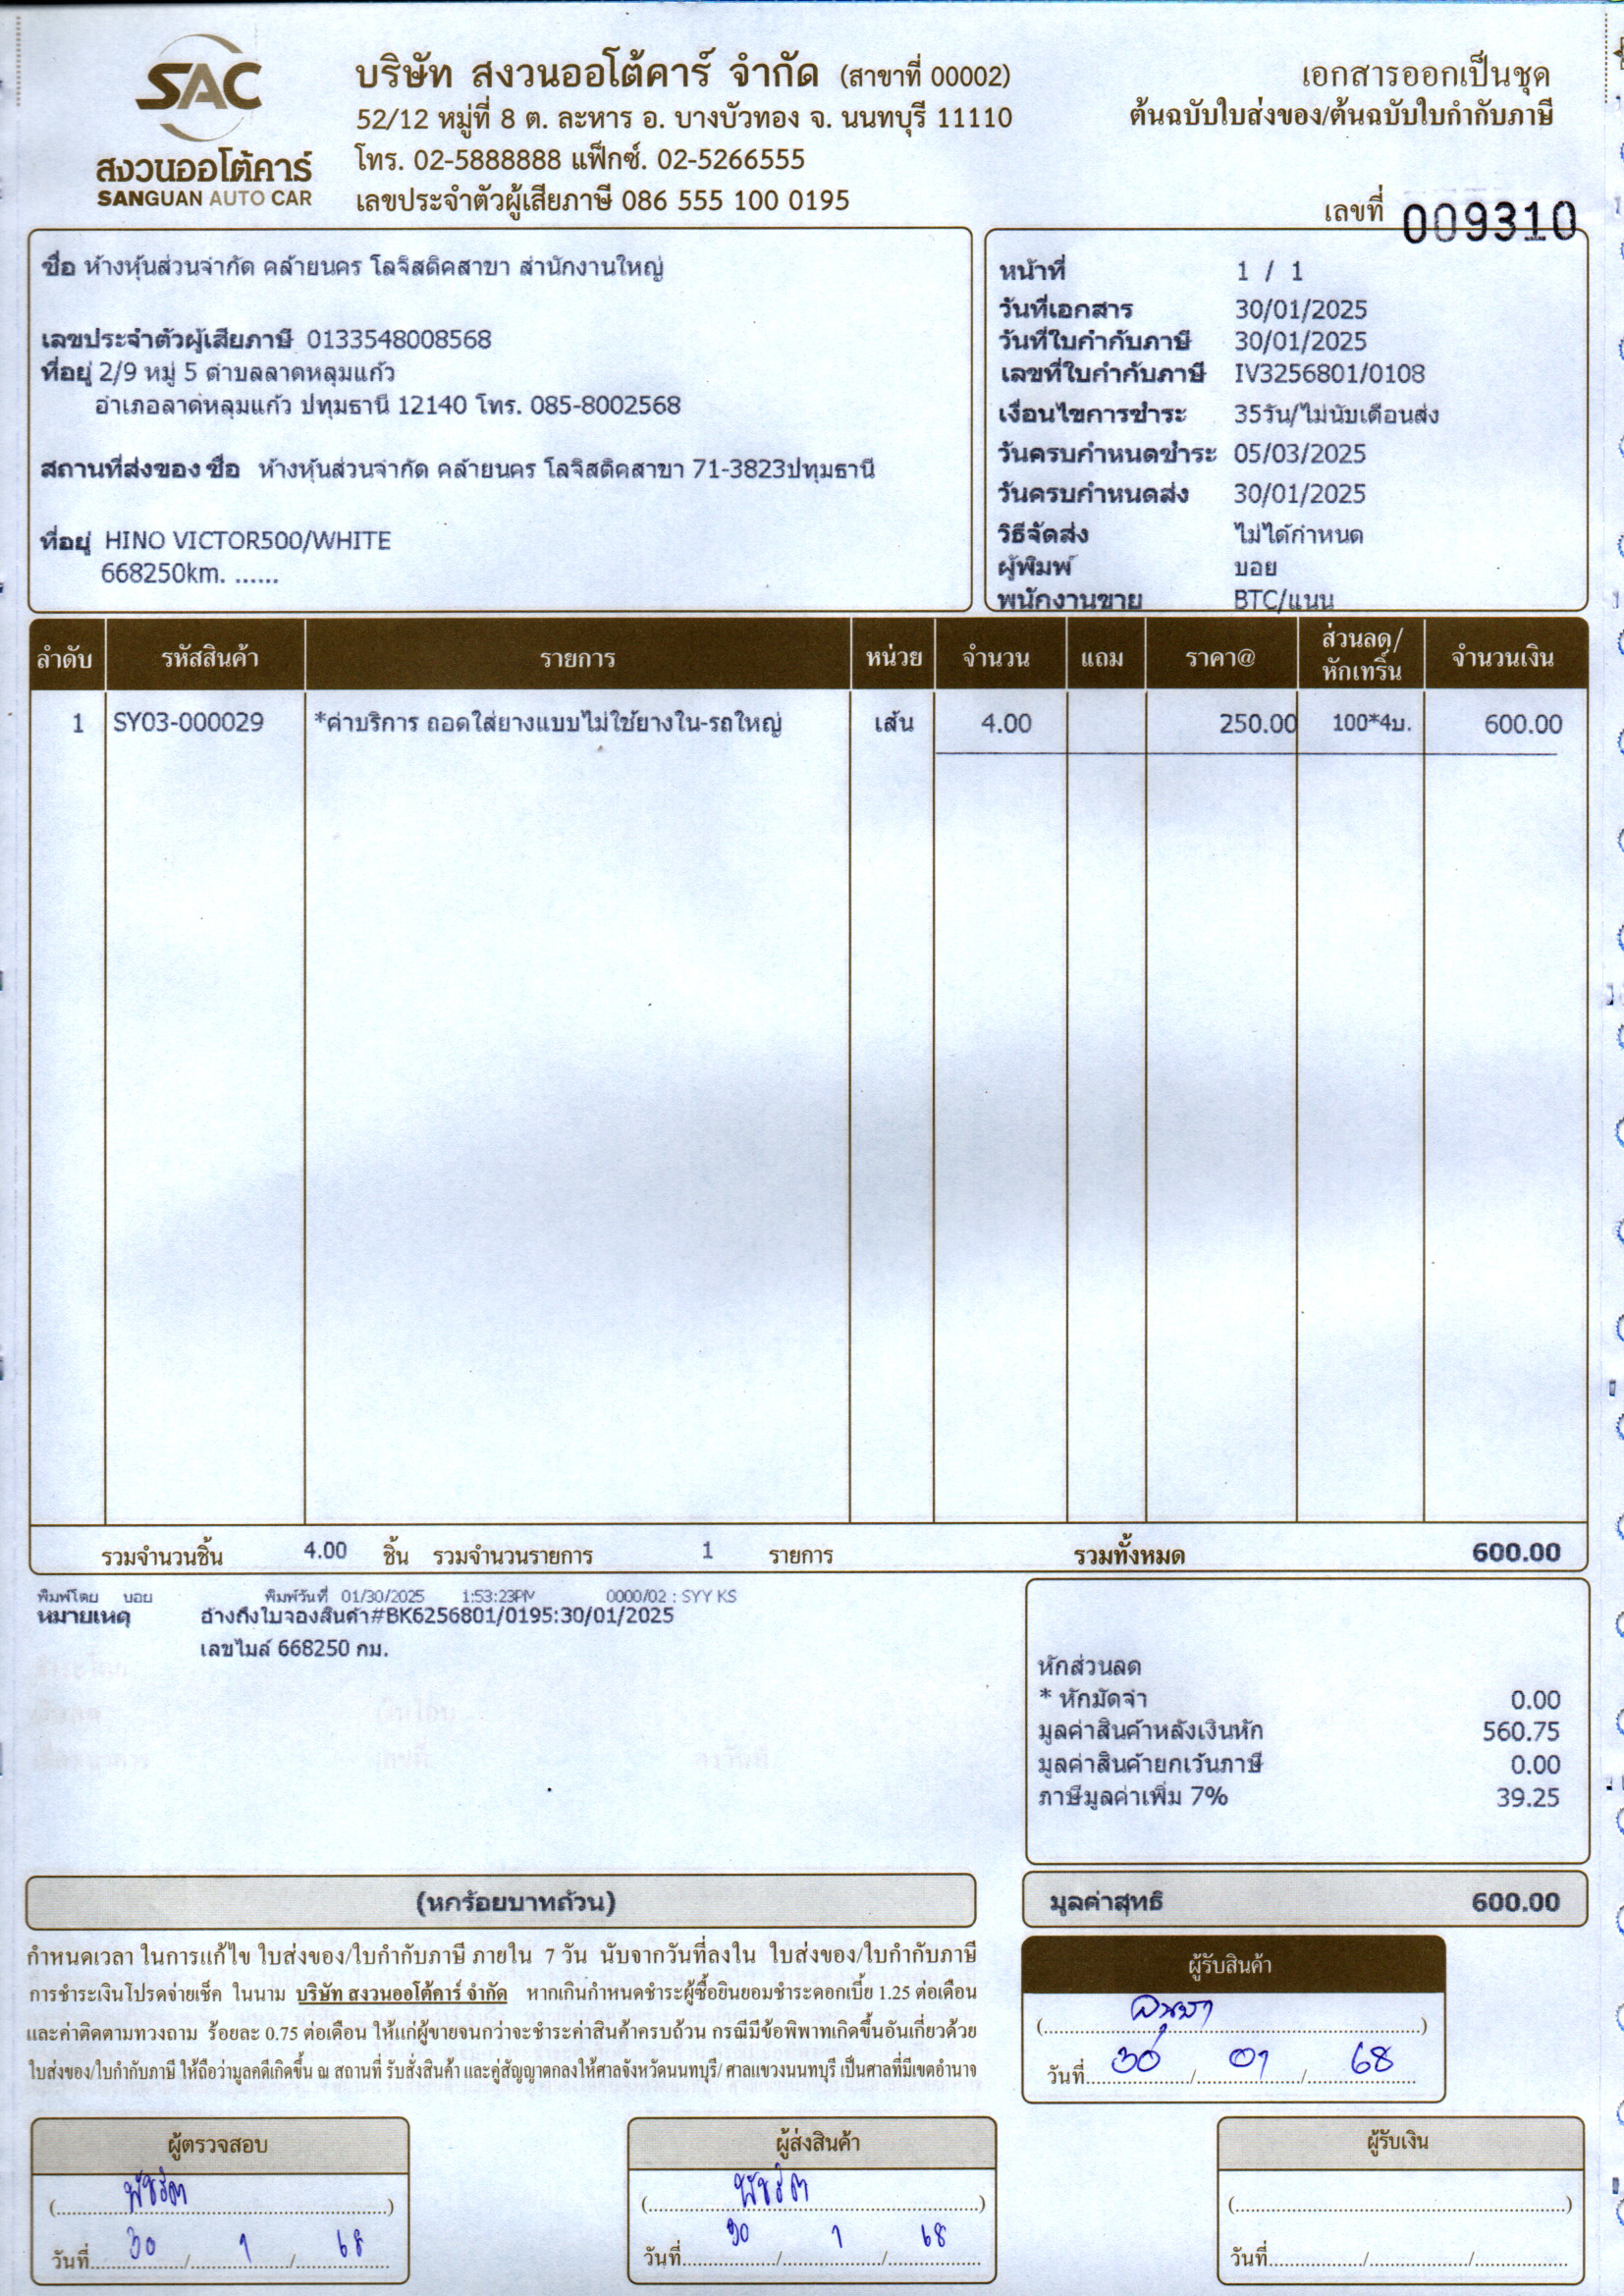 SAC
สงวนออโต้คาร์
SANGUAN AUTO CAR
บริษัท สงวนออโต้คาร์ จำกัด (สาขาที่ 00002)
52/12 หมู่ที่ 8 ต. ละหาร อ. บางบัวทอง จ. นนทบุรี 11110
โทร. 02-5888888 แฟ็กซ์. 02-5266555
เลขประจำตัวผู้เสียภาษี 086 555 100 0195
เอกสารออกเป็นชุด
ต้นฉบับใบส่งของ/ต้นฉบับใบกำกับภาษี
เลขที่ 009310
ชื่อ ห้างหุ้นส่วนจำกัด คล้ายนคร โลจิสติคสาขา สำนักงานใหญ่
เลขประจำตัวผู้เสียภาษี 0133548008568
ที่อยู่ 2/9 หมู่ 5 ตำบลลาดหลุมแก้ว
อำเภอลาดหลุมแก้ว ปทุมธานี 12140 โทร. 085-8002568
สถานที่ส่งของ ชื่อ ห้างหุ้นส่วนจำกัด คล้ายนคร โลจิสติคสาขา 71-3823ปทุมธานี
ที่อยู่ HINO VICTOR500/WHITE
668250km. ......
หน้าที่ 1 / 1
วันที่เอกสาร 30/01/2025
วันที่ใบกำกับภาษี 30/01/2025
เลขที่ใบกำกับภาษี IV3256801/0108
เงื่อนไขการชำระ 35วัน/ไม่นับเดือนส่ง
วันครบกำหนดชำระ 05/03/2025
วันครบกำหนดส่ง 30/01/2025
วิธีจัดส่ง ไม่ได้กำหนด
ผู้พิมพ์ บอย
พนักงานขาย BTC/แนน
ลำดับ รหัสสินค้า รายการ หน่วย จำนวน แถม ราคา@ ส่วนลด/หักเทริ์น จำนวนเงิน
1 SY03-000029 *ค่าบริการ ถอดใส่ยางแบบไม่ใช้ยางใน-รถใหญ่ เส้น 4.00 250.00 100*4บ. 600.00
รวมจำนวนชิ้น 4.00 ชิ้น รวมจำนวนรายการ 1 รายการ รวมทั้งหมด 600.00
พิมพ์โดย บอย พิมพ์วันที่ 01/30/2025 1:53:23PM 0000/02 : SYY KS
หมายเหตุ อ้างถึงใบจองสินค้า#BK6256801/0195:30/01/2025
เลขไมล์ 668250 กม.
หักส่วนลด
* หักมัดจำ 0.00
มูลค่าสินค้าหลังเงินหัก 560.75
มูลค่าสินค้ายกเว้นภาษี 0.00
ภาษีมูลค่าเพิ่ม 7% 39.25
(หกร้อยบาทถ้วน)
มูลค่าสุทธิ 600.00
กำหนดเวลา ในการแก้ไข ใบส่งของ/ใบกำกับภาษี ภายใน 7 วัน นับจากวันที่ลงใน ใบส่งของ/ใบกำกับภาษี
การชำระเงินโปรดจ่ายเช็ค ในนาม บริษัท สงวนออโต้คาร์ จำกัด หากเกินกำหนดชำระผู้ซื้อยินยอมชำระดอกเบี้ย 1.25 ต่อเดือน
และค่าติดตามทวงถาม ร้อยละ 0.75 ต่อเดือน ให้แก่ผู้ขายจนกว่าจะชำระค่าสินค้าครบถ้วน กรณีมีข้อพิพาทเกิดขึ้นอันเกี่ยวด้วย
ใบส่งของ/ใบกำกับภาษี ให้ถือว่ามูลคดีเกิดขึ้น ณ สถานที่ รับสั่งสินค้า และคู่สัญญาตกลงให้ศาลจังหวัดนนทบุรี/ ศาลแขวงนนทบุรี เป็นศาลที่มีเขตอำนาจ
ผู้รับสินค้า
วันที่ 30 / 01 / 68
ผู้ตรวจสอบ
(พัชรีดา)
วันที่ 30 / 1 / 68
ผู้ส่งสินค้า
(พัชรีดา)
วันที่ 30 / 1 / 68
ผู้รับเงิน
(..........)
วันที่........../........../..........